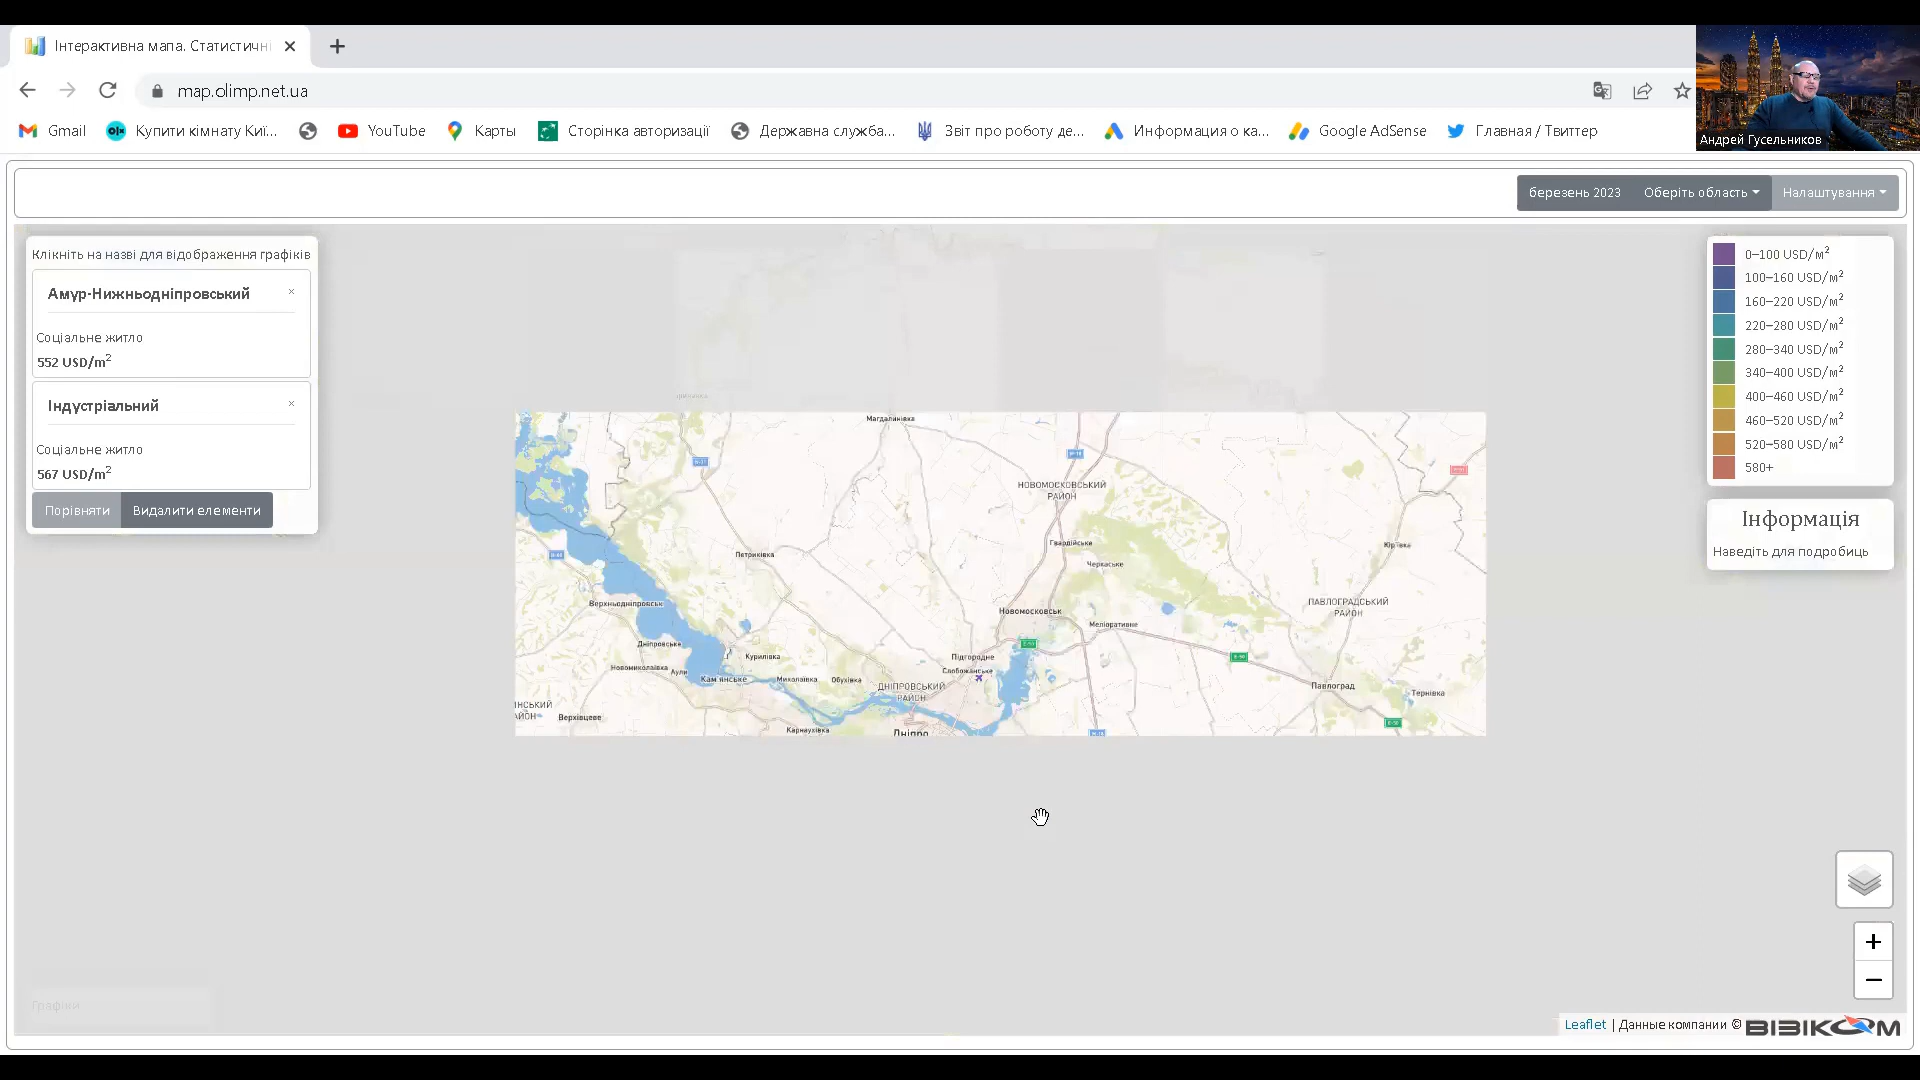 Інтерактивна мапа. Статистичні
map.olimp.net.ua
Андрей Гусельников
Gmail
Купити кімнату Киї...
YouTube
Карты
Сторінка авторизації
Державна служба...
Звіт про роботу де...
Информация о ка...
Google AdSense
Главная / Твиттер
березень 2023
Оберіть область
Налаштування
Клікніть на назві для відображення графіків
Амур-Нижньодніпровський ×
Соціальне житло
552 USD/m²
Індустріальний ×
Соціальне житло
567 USD/m²
Порівняти
Видалити елементи
0–100 USD/м²
100–160 USD/м²
160–220 USD/м²
220–280 USD/м²
280–340 USD/м²
340–400 USD/м²
400–460 USD/м²
460–520 USD/м²
520–580 USD/м²
580+
Інформація
Наведіть для подробиць
Магдалинівка
НОВОМОСКОВСЬКИЙ
РАЙОН
Гвардійське
Петриківка
Черкаське
Верхньодніпровськ
Новомосковськ
ПАВЛОГРАДСЬКИЙ
РАЙОН
Меліоративне
Дніпровське
Курилівка
Підгородне
Новомиколаївка
Аули
Слобожанське
Кам'янське
Миколаївка
Обухівка
ДНІПРОВСЬКИЙ
РАЙОН
Павлоград
Тернівка
Верхівцеве
Карнаухівка
Дніпро
Графіки
+
−
Leaflet | Данные компании © ВІЗІКОМ